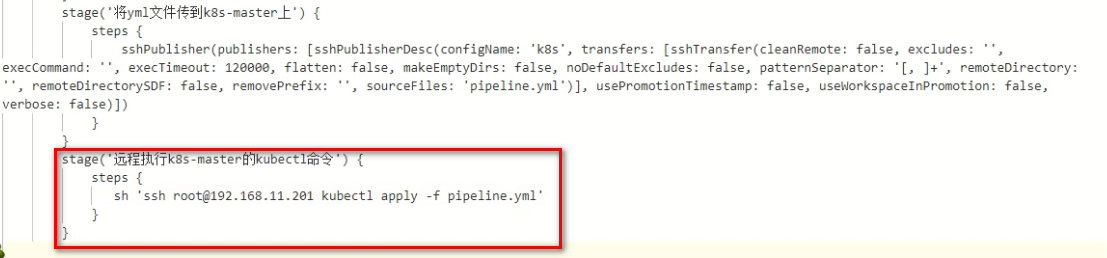 stage('将yml文件传到k8s-master上') {
steps {
sshPublisher(publishers: [sshPublisherDesc(configName: 'k8s', transfers: [sshTransfer(cleanRemote: false, excludes: '',
execCommand: '', execTimeout: 120000, flatten: false, makeEmptyDirs: false, noDefaultExcludes: false, patternSeparator: '[, ]+', remoteDirectory:
'', remoteDirectorySDF: false, removePrefix: '', sourceFiles: 'pipeline.yml')], usePromotionTimestamp: false, useWorkspaceInPromotion: false,
verbose: false)])
}
}
stage('远程执行k8s-master的kubectl命令') {
steps {
sh 'ssh root@192.168.11.201 kubectl apply -f pipeline.yml'
}
}